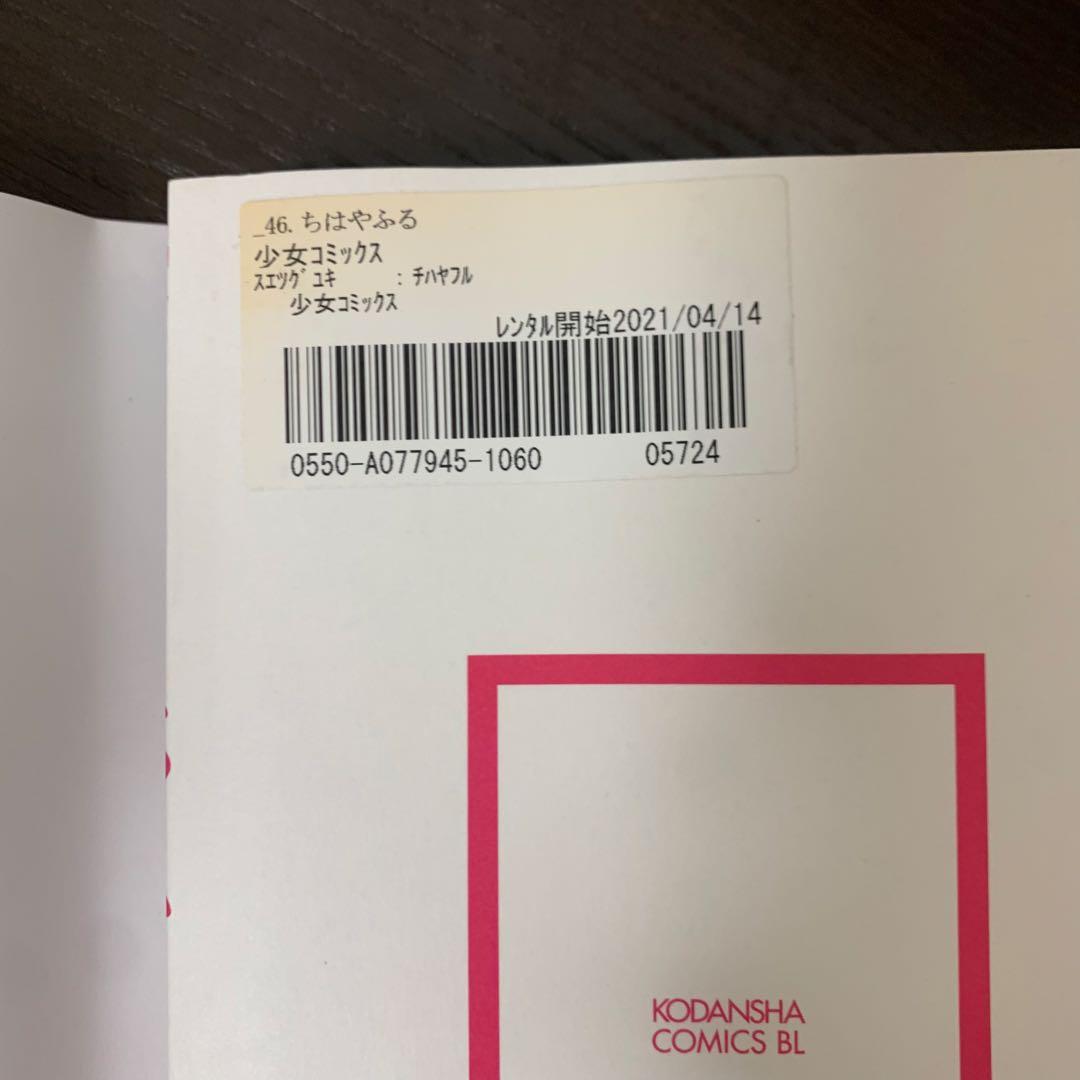 _46.ちはやふる
少女ｺﾐｯｸｽ
ｽｴﾂｸﾞﾕｷ : ﾁﾊﾔﾌﾙ
少女ｺﾐｯｸｽ
ﾚﾝﾀﾙ開始2021/04/14
0550-A077945-1060 05724
KODANSHA
COMICS BL